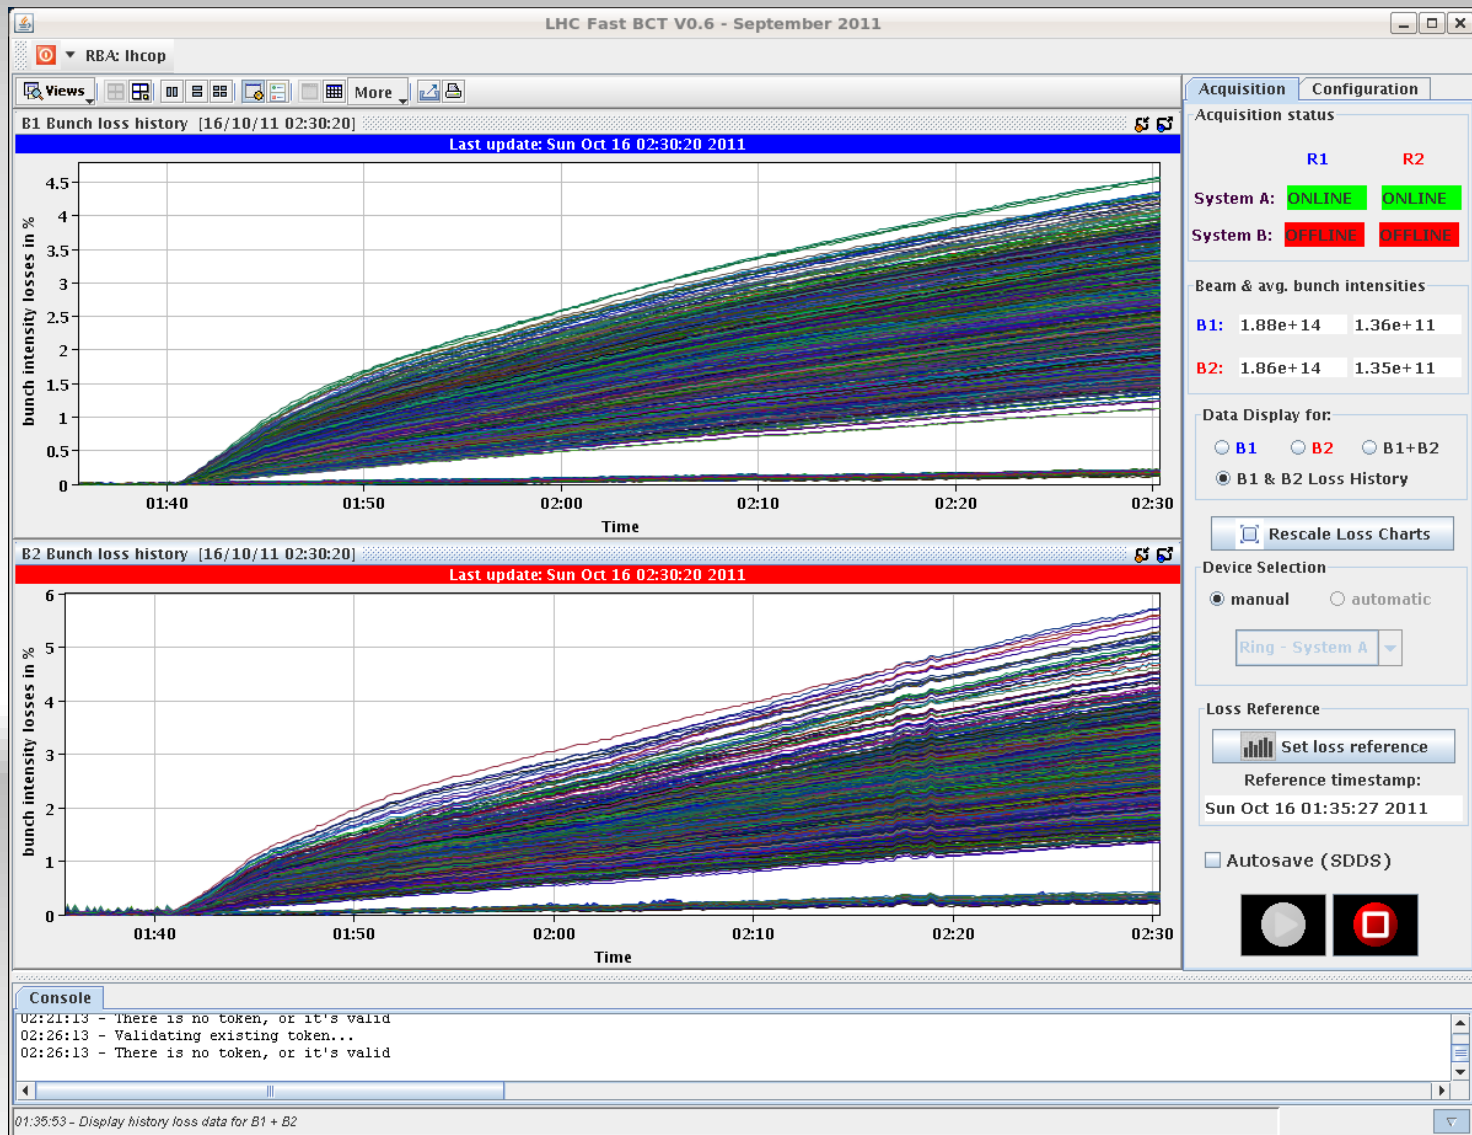 LHC Fast BCT V0.6 - September 2011
RBA: lhcop
Views
More
B1 Bunch loss history [16/10/11 02:30:20]
Last update: Sun Oct 16 02:30:20 2011
bunch intensity losses in %
4.5
4
3.5
3
2.5
2
1.5
1
0.5
0
01:40 01:50 02:00 02:10 02:20 02:30
Time
B2 Bunch loss history [16/10/11 02:30:20]
Last update: Sun Oct 16 02:30:20 2011
bunch intensity losses in %
6
5
4
3
2
1
0
01:40 01:50 02:00 02:10 02:20 02:30
Time
Acquisition Configuration
Acquisition status
R1 R2
System A: ONLINE ONLINE
System B: OFFLINE OFFLINE
Beam & avg. bunch intensities
B1: 1.88e+14 1.36e+11
B2: 1.86e+14 1.35e+11
Data Display for:
B1 B2 B1+B2
B1 & B2 Loss History
Rescale Loss Charts
Device Selection
manual automatic
Ring - System A
Loss Reference
Set loss reference
Reference timestamp:
Sun Oct 16 01:35:27 2011
Autosave (SDDS)
Console
02:21:13 - There is no token, or it's valid
02:26:13 - Validating existing token...
02:26:13 - There is no token, or it's valid
01:35:53 - Display history loss data for B1 + B2